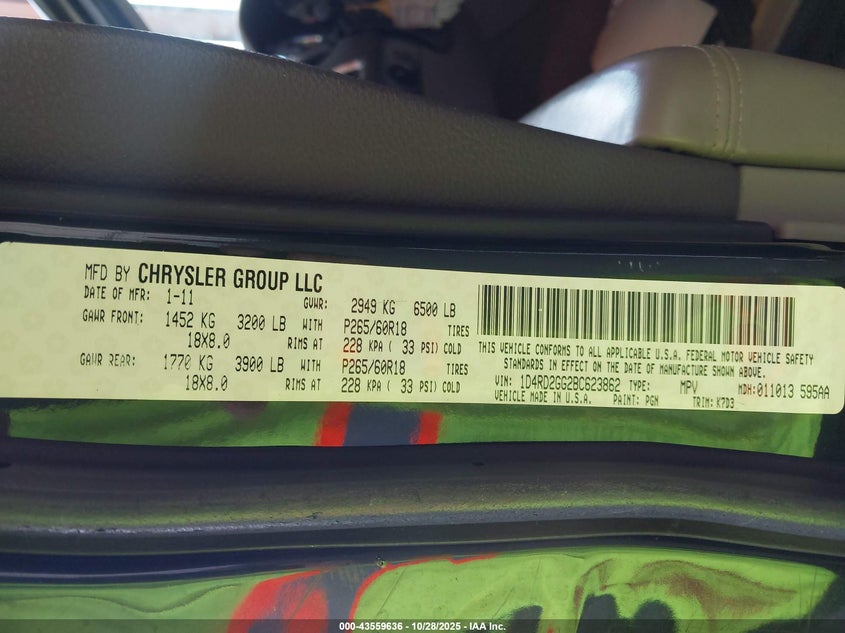 MFD BY CHRYSLER GROUP LLC
DATE OF MFR: 1-11 GVWR: 2949 KG 6500 LB
GAWR FRONT: 1452 KG 3200 LB WITH P265/60R18 TIRES
18X8.0 RIMS AT 228 KPA ( 33 PSI) COLD
GAWR REAR: 1770 KG 3900 LB WITH P265/60R18 TIRES
18X8.0 RIMS AT 228 KPA ( 33 PSI) COLD
THIS VEHICLE CONFORMS TO ALL APPLICABLE U.S.A. FEDERAL MOTOR VEHICLE SAFETY
STANDARDS IN EFFECT ON THE DATE OF MANUFACTURE SHOWN ABOVE.
VIN: 1D4RD2GG2BC623862 TYPE: MPV MDH:011013 595AA
VEHICLE MADE IN U.S.A. PAINT: PGN TRIM: K7D3
000-43559636 - 10/28/2025 - IAA Inc.